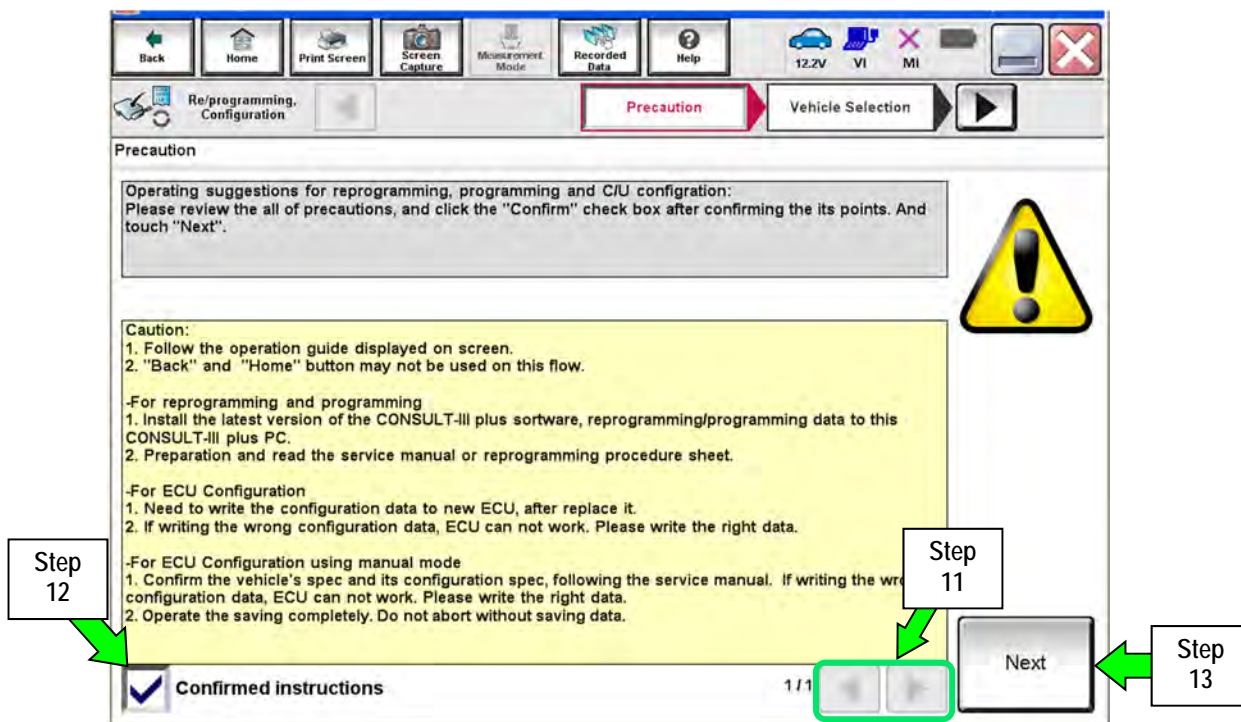 Back
Home
Print Screen
Screen
Capture
Measurement
Mode
Recorded
Data
Help
12.2V
VI
MI
Re/programming,
Configuration
Precaution
Vehicle Selection
Precaution
Operating suggestions for reprogramming, programming and C/U configration:
Please review the all of precautions, and click the "Confirm" check box after confirming the its points. And
touch "Next".
Caution:
1. Follow the operation guide displayed on screen.
2. "Back" and "Home" button may not be used on this flow.
-For reprogramming and programming
1. Install the latest version of the CONSULT-III plus sortware, reprogramming/programming data to this
CONSULT-III plus PC.
2. Preparation and read the service manual or reprogramming procedure sheet.
-For ECU Configuration
1. Need to write the configuration data to new ECU, after replace it.
2. If writing the wrong configuration data, ECU can not work. Please write the right data.
-For ECU Configuration using manual mode
1. Confirm the vehicle's spec and its configuration spec, following the service manual. If writing the
configuration data, ECU can not work. Please write the right data.
2. Operate the saving completely. Do not abort without saving data.
Step
12
Step
11
Confirmed instructions
1/1
Next
Step
13